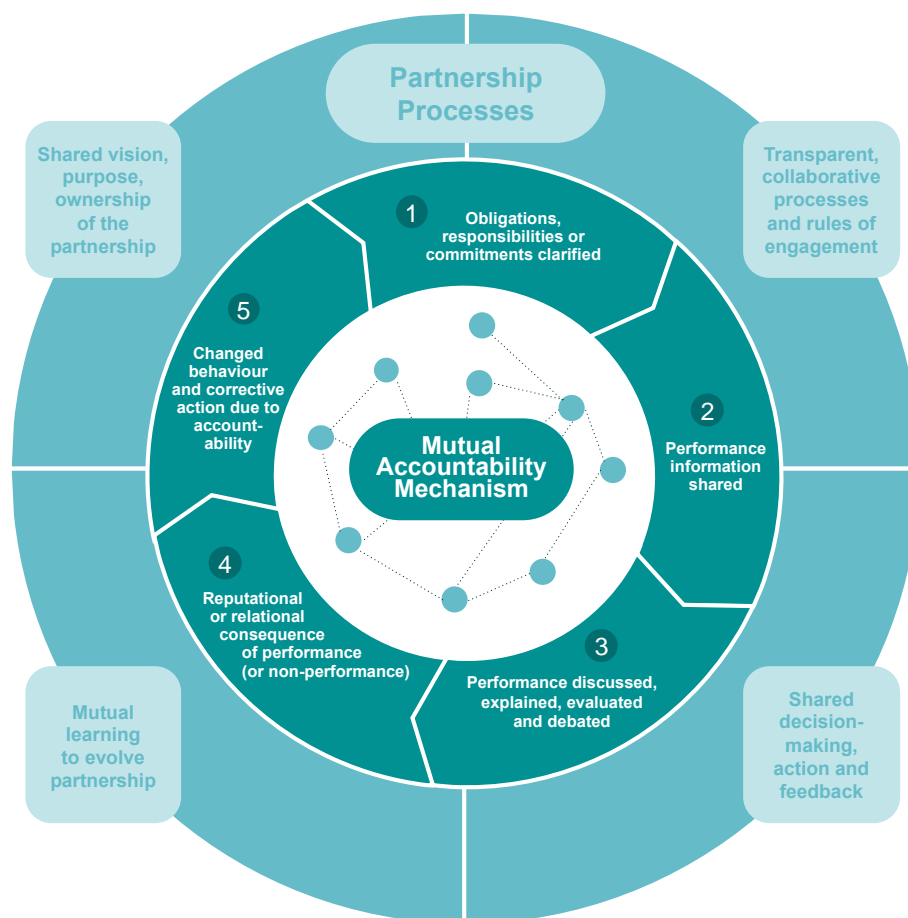 Partnership
Processes
Shared vision,
purpose,
ownership
of the
partnership
Transparent,
collaborative
processes
and rules of
engagement
1
Obligations,
responsibilities or
commitments clarified
2
Performance
information
shared
3
Performance discussed,
explained, evaluated
and debated
4
Reputational
or relational
consequence
of performance
(or non-performance)
5
Changed
behaviour
and corrective
action due to
account-
ability
Mutual
Accountability
Mechanism
Mutual
learning
to evolve
partnership
Shared
decision-
making,
action and
feedback